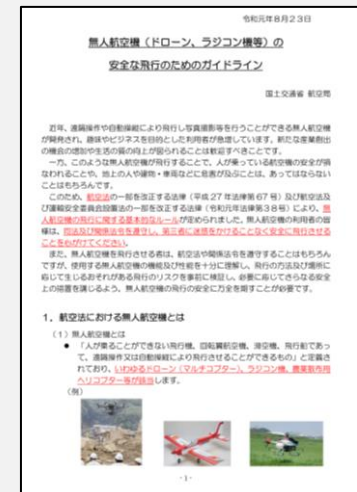 令和元年8月23日
無人航空機(ドローン、ラジコン機等)の
安全な飛行のためのガイドライン
国土交通省 航空局
近年、遠隔操作や自動操縦により飛行し写真撮影等を行うことができる無人航空機
が開発され、趣味やビジネスを目的とした利用者が急増しています。新たな産業創出
の機会の増加や生活の質の向上が図られることは歓迎すべきことです。
一方、このような無人航空機が飛行することで、人が乗っている航空機の安全が損
なわれることや、地上の人や建物・車両などに危害が及ぶことは、あってはならない
ことはもちろんです。
このため、航空法の一部を改正する法律(平成27年法律第67号)及び航空法及
び運輸安全委員会設置法の一部を改正する法律(令和元年法律第38号)により、無
人航空機の飛行に関する基本的なルールが定められました。無人航空機の利用者の皆
様は、同法及び関係法令を遵守し、第三者に迷惑をかけることなく安全に飛行させる
ことを心がけてください。
また、無人航空機を飛行させる者は、航空法や関係法令を遵守することはもちろん
ですが、使用する無人航空機の機能及び性能を十分に理解し、飛行の方法及び場所に
応じて生じるおそれがある飛行のリスクを事前に検証し、必要に応じてさらなる安全
上の措置を講じるよう、無人航空機の飛行の安全に万全を期すことが必要です。
1.航空法における無人航空機とは
(1)無人航空機とは
● 「人が乗ることができない飛行機、回転翼航空機、滑空機、飛行船であっ
て、遠隔操作又は自動操縦により飛行させることができるもの」と定義さ
れており、いわゆるドローン(マルチコプター)、ラジコン機、農薬散布用
ヘリコプター等が該当します。
(例)
-1-